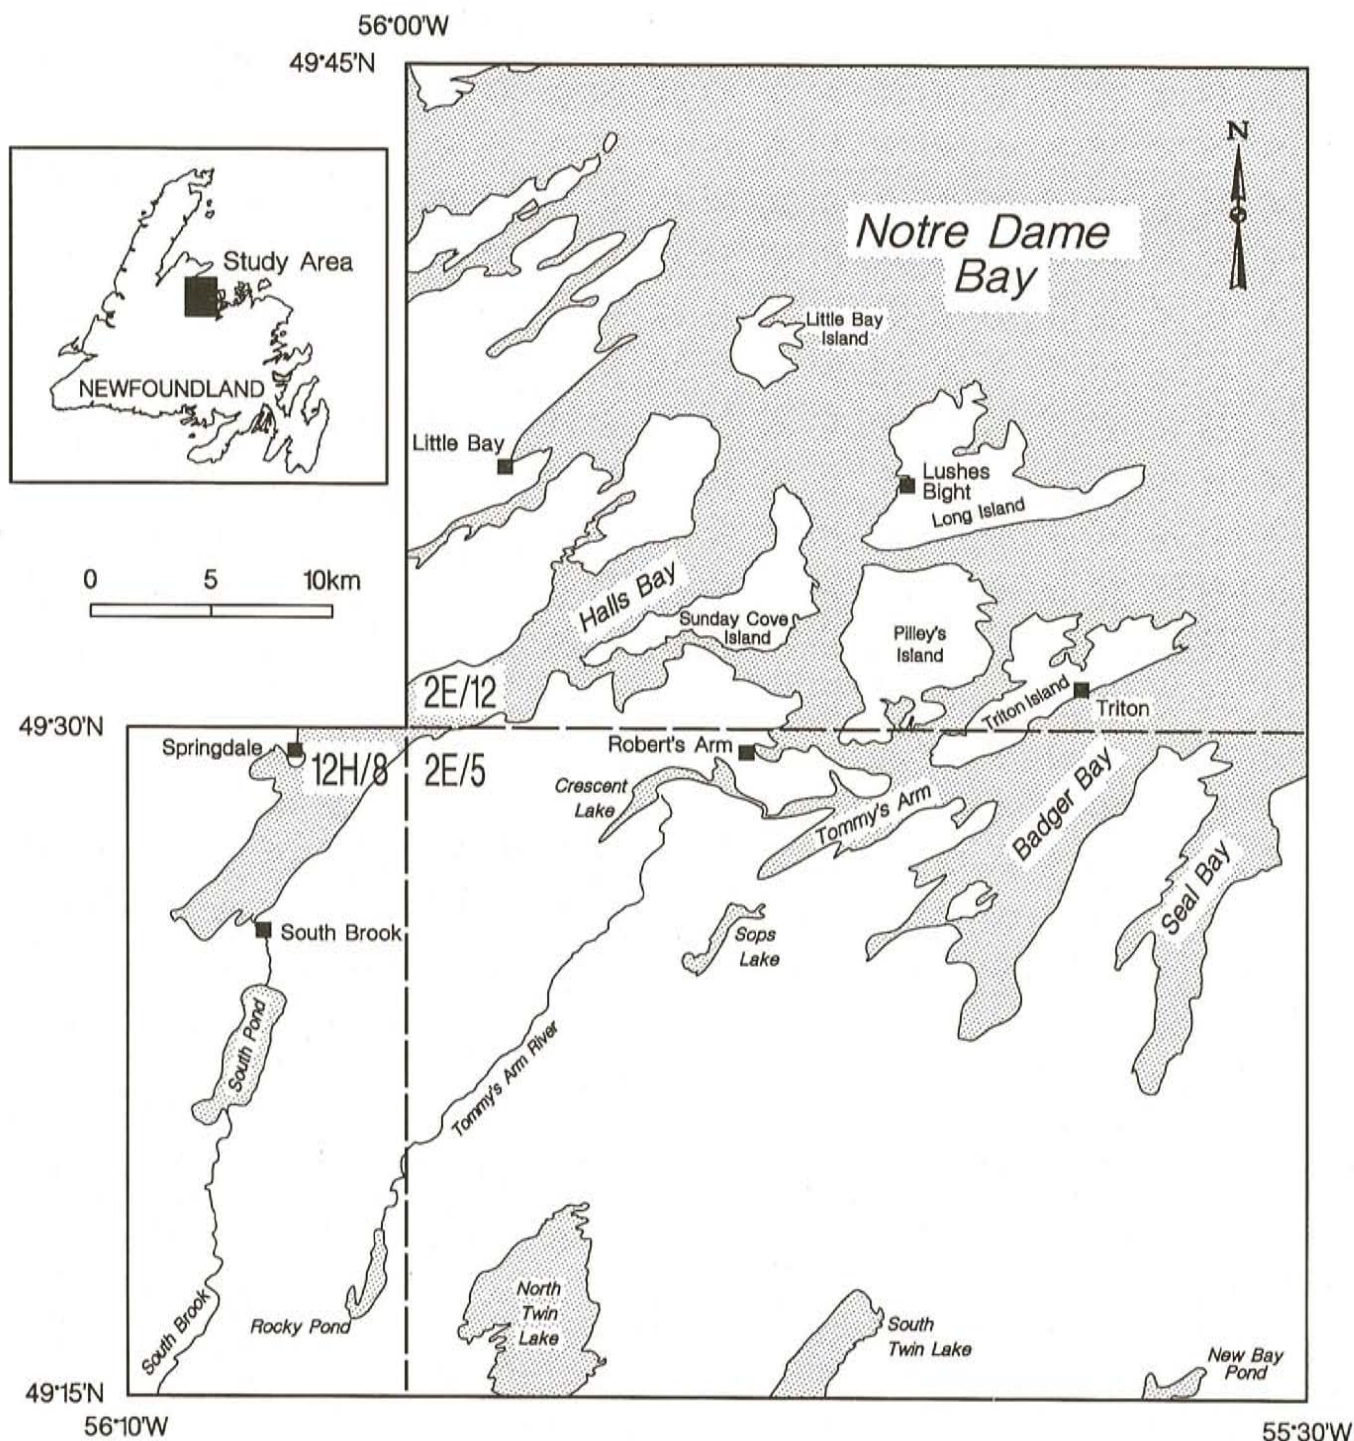 56°00'W
49°45'N
N
Notre Dame
Bay
Study Area
NEWFOUNDLAND
Little Bay
Island
Little Bay
Lushes
Bight
Long Island
0 5 10km
Halls Bay
Sunday Cove
Island
Pilley's
Island
2E/12
Triton Island
Triton
49°30'N
Springdale
12H/8
2E/5
Robert's Arm
Crescent
Lake
Tommy's Arm
Badger Bay
Seal Bay
South Brook
Sops
Lake
South Pond
Tommy's Arm River
North
Twin
Lake
South Brook
Rocky Pond
South
Twin Lake
New Bay
Pond
49°15'N
56°10'W
55°30'W